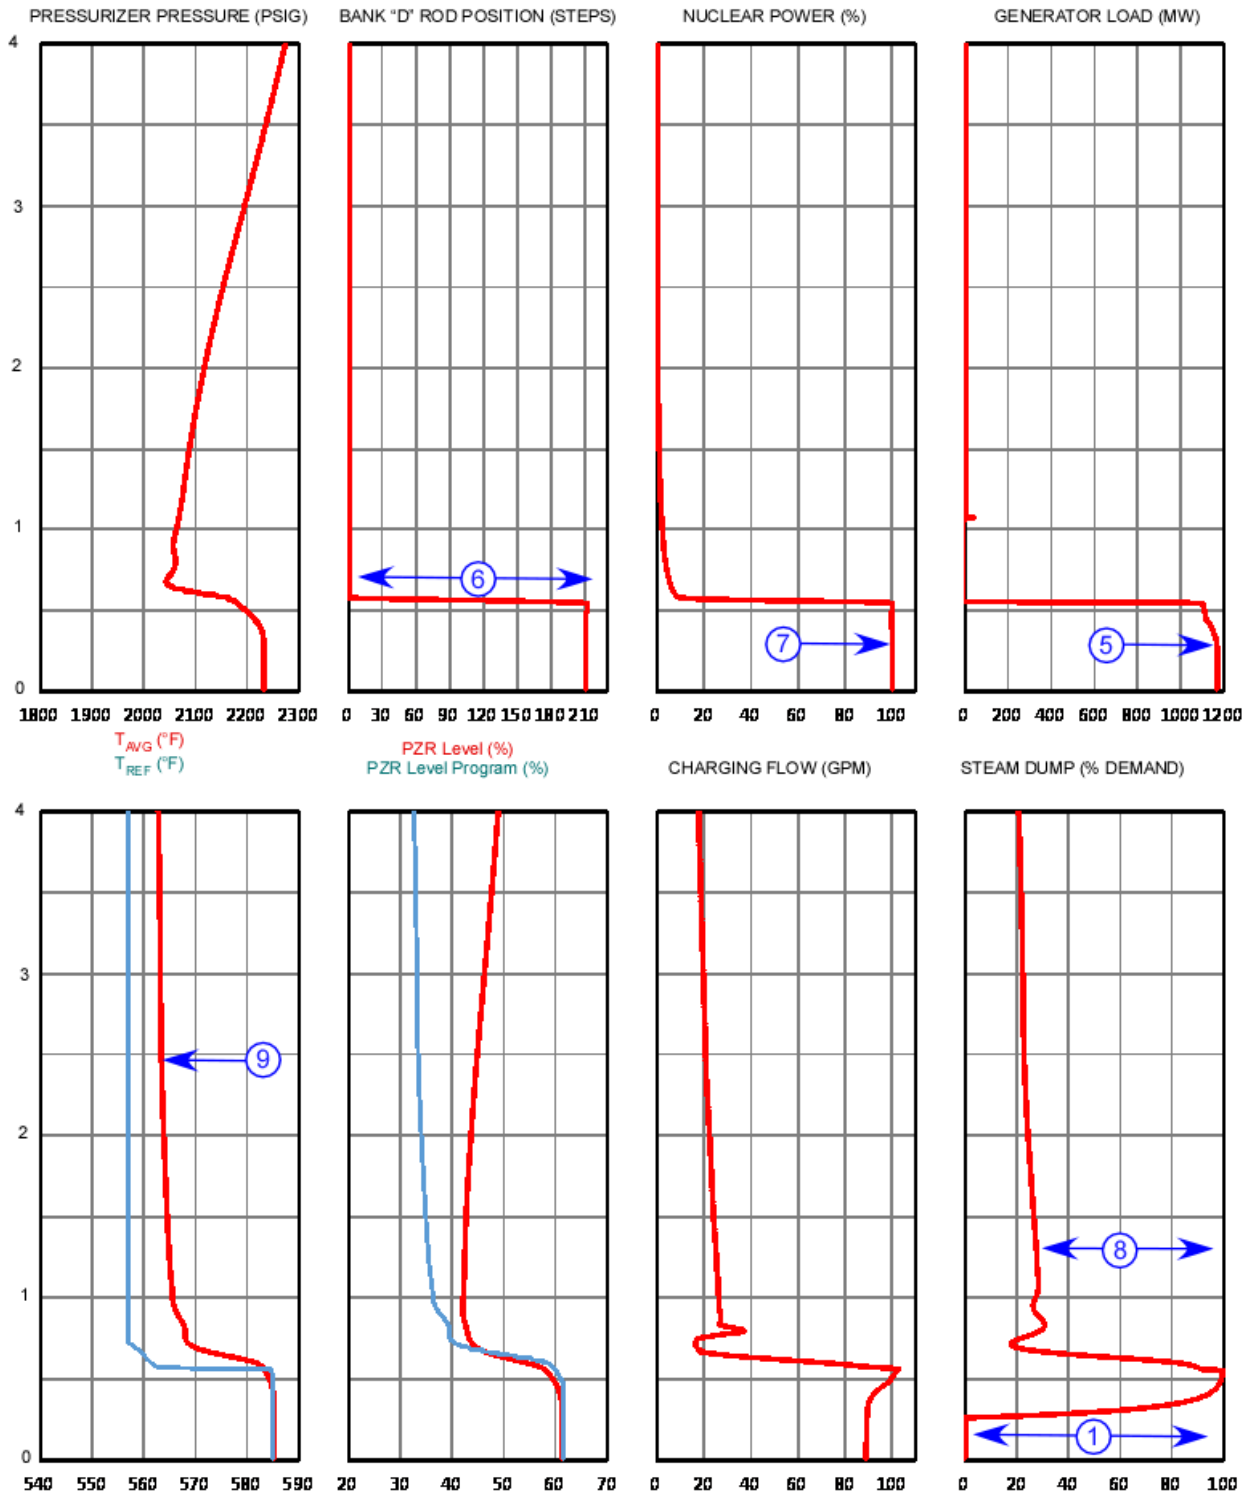 PRESSURIZER PRESSURE (PSIG)
BANK “D” ROD POSITION (STEPS)
NUCLEAR POWER (%)
GENERATOR LOAD (MW)
4
3
2
1
0
6
7
5
1800 1900 2000 2100 2200 2300
0 30 60 90 120 150 180 210
0 20 40 60 80 100
0 200 400 600 800 1000 1200
T_AVG (°F)
T_REF (°F)
PZR Level (%)
PZR Level Program (%)
CHARGING FLOW (GPM)
STEAM DUMP (% DEMAND)
4
3
9
2
8
1
1
0
540 550 560 570 580 590
20 30 40 50 60 70
0 20 40 60 80 100
0 20 40 60 80 100